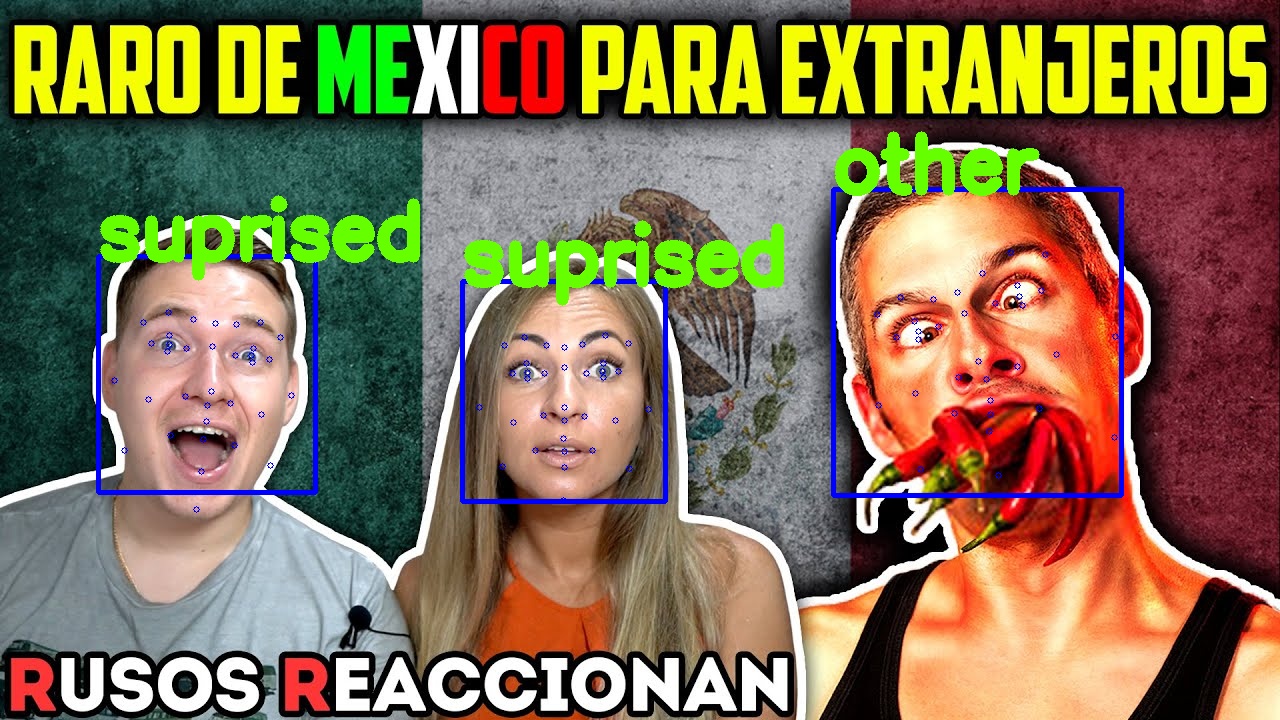 RARO DE MEXICO PARA EXTRANJEROS
other
suprised
suprised
RUSOS REACCIONAN